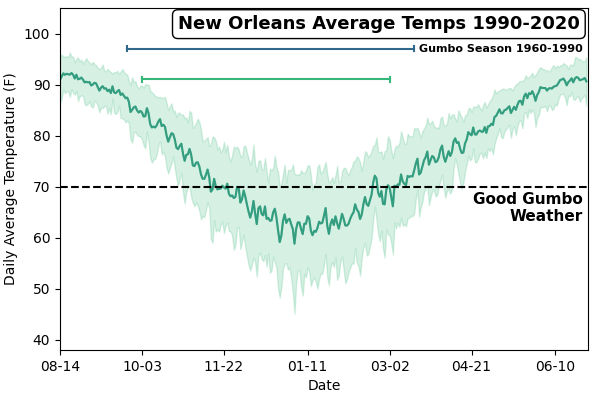 New Orleans Average Temps 1990-2020
Gumbo Season 1960-1990
Good Gumbo
Weather
Daily Average Temperature (F)
100
90
80
70
60
50
40
08-14 10-03 11-22 01-11 03-02 04-21 06-10
Date